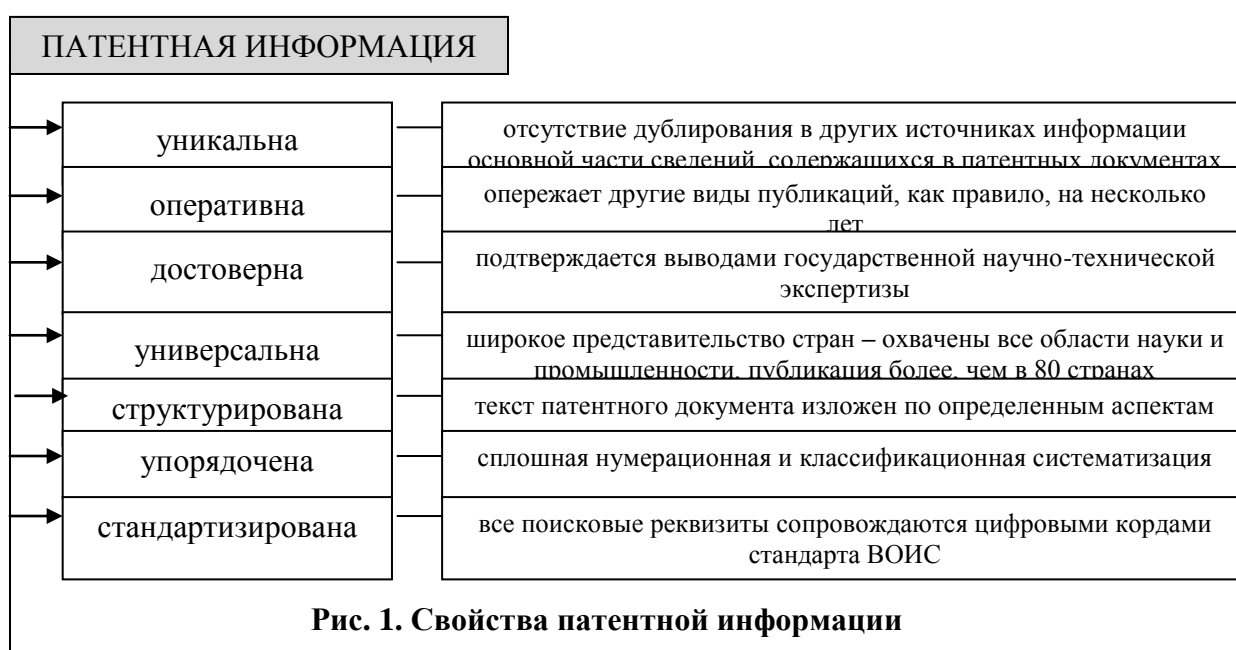 ПАТЕНТНАЯ ИНФОРМАЦИЯ
уникальна
отсутствие дублирования в других источниках информации
основной части сведений, содержащихся в патентных документах
оперативна
опережает другие виды публикаций, как правило, на несколько
лет
достоверна
подтверждается выводами государственной научно-технической
экспертизы
универсальна
широкое представительство стран – охвачены все области науки и
промышленности, публикация более, чем в 80 странах
структурирована
текст патентного документа изложен по определенным аспектам
упорядочена
сплошная нумерационная и классификационная систематизация
стандартизирована
все поисковые реквизиты сопровождаются цифровыми кордами
стандарта ВОИС
Рис. 1. Свойства патентной информации